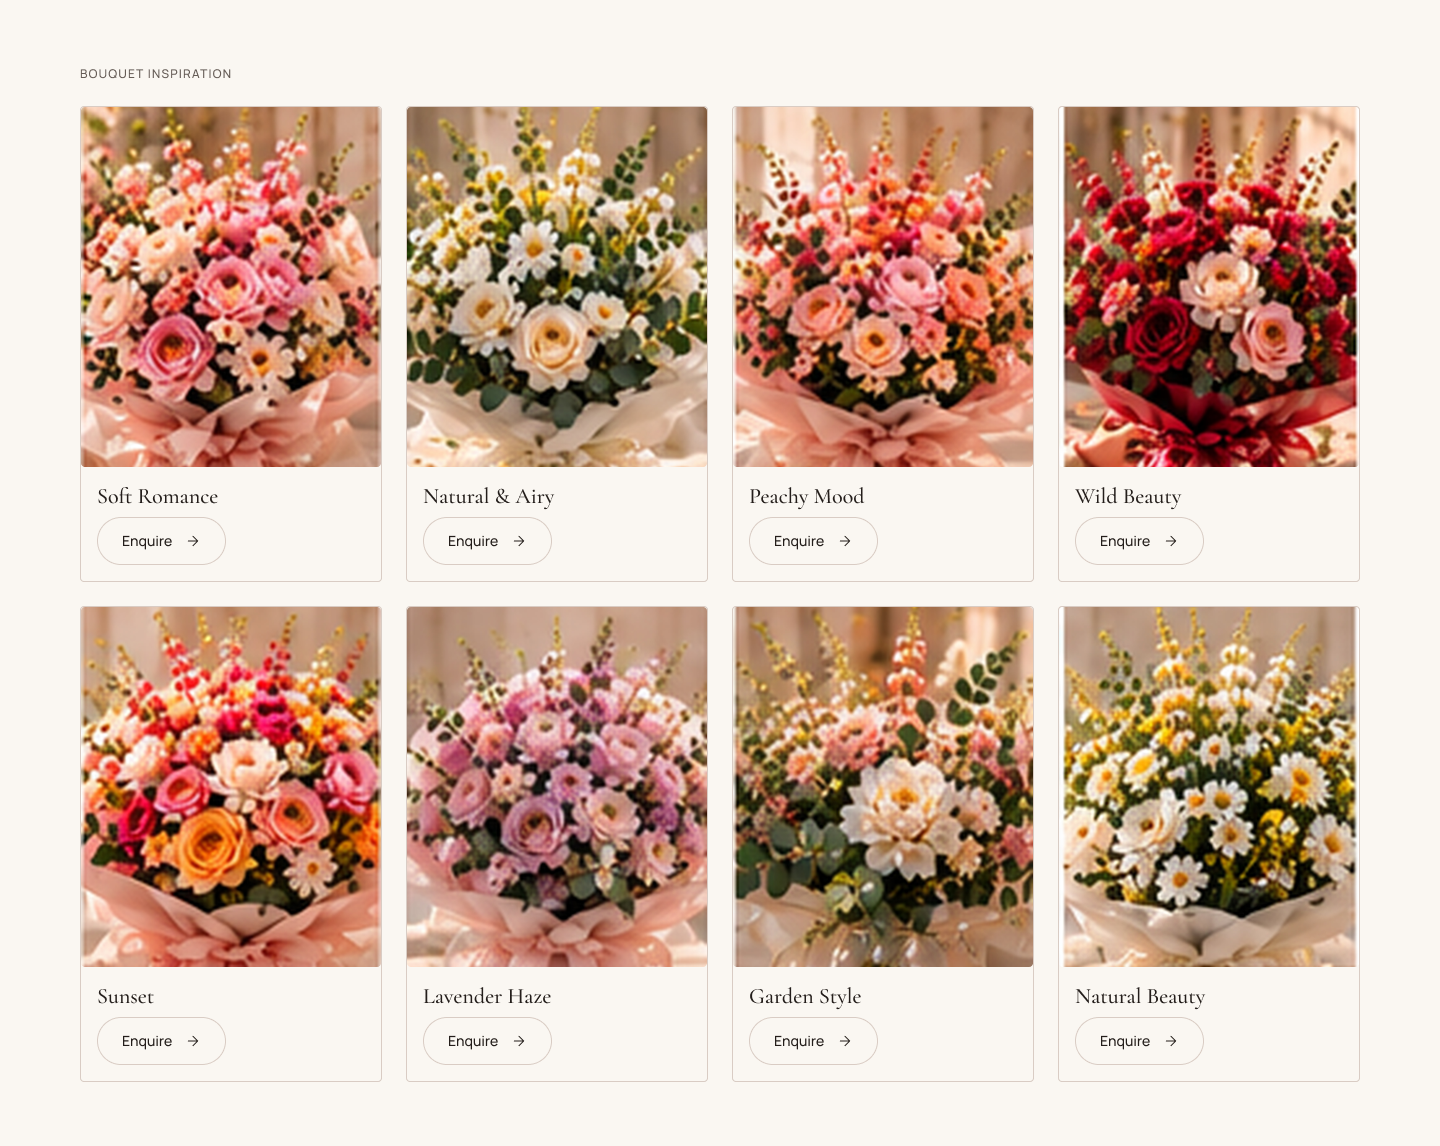 BOUQUET INSPIRATION
Soft Romance
Natural & Airy
Peachy Mood
Wild Beauty
Enquire →
Enquire →
Enquire →
Enquire →
Sunset
Lavender Haze
Garden Style
Natural Beauty
Enquire →
Enquire →
Enquire →
Enquire →